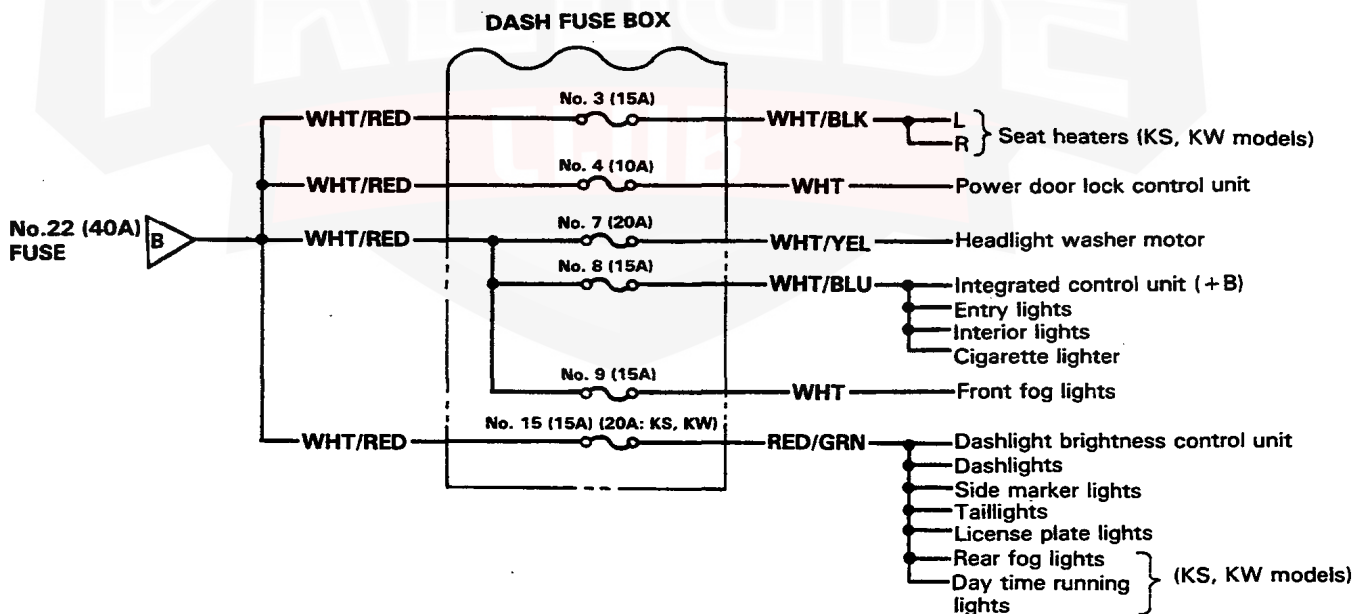 PRELUDE
CLUB
DASH FUSE BOX
No.22 (40A)
FUSE
B
WHT/RED
No. 3 (15A)
WHT/BLK
L
R
Seat heaters (KS, KW models)
WHT/RED
No. 4 (10A)
WHT
Power door lock control unit
WHT/RED
No. 7 (20A)
WHT/YEL
Headlight washer motor
No. 8 (15A)
WHT/BLU
Integrated control unit (+B)
Entry lights
Interior lights
Cigarette lighter
No. 9 (15A)
WHT
Front fog lights
WHT/RED
No. 15 (15A) (20A: KS, KW)
RED/GRN
Dashlight brightness control unit
Dashlights
Side marker lights
Taillights
License plate lights
Rear fog lights
Day time running
lights
(KS, KW models)